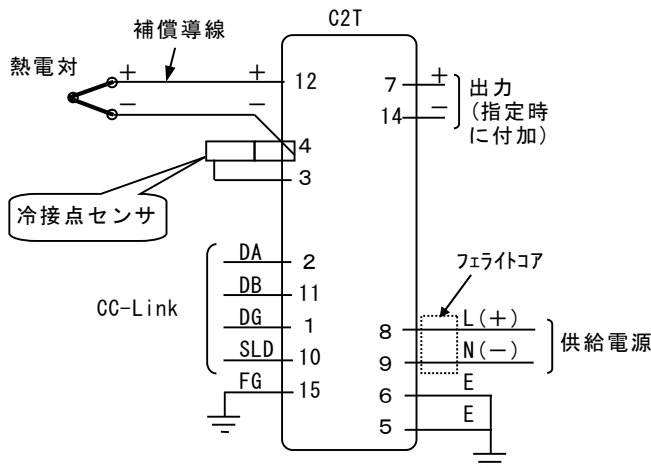 C2T
補償導線
熱電対
+
+
12
−
−
4
3
冷接点センサ
7
+
14
−
出力
(指定時
に付加)
CC-Link
DA
2
DB
11
DG
1
SLD
10
FG
15
フェライトコア
8
L(+)
9
N(−)
供給電源
6
E
5
E